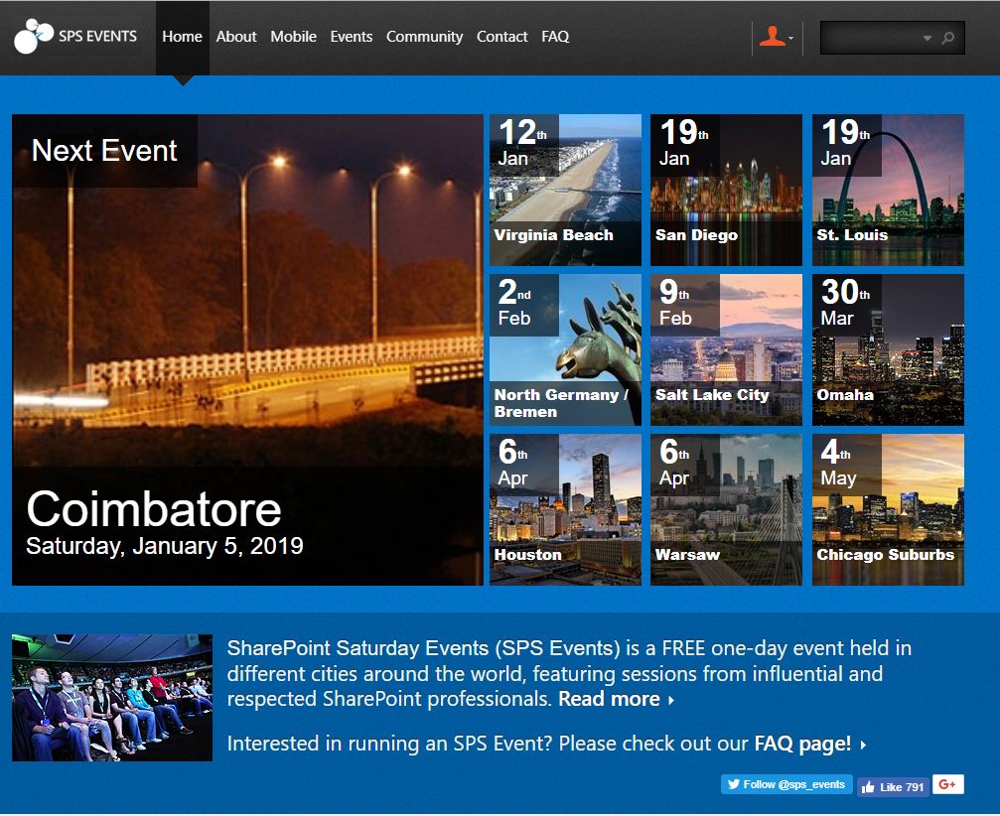 SPS EVENTS
Home About Mobile Events Community Contact FAQ
Next Event
Coimbatore
Saturday, January 5, 2019
12th
Jan
Virginia Beach
19th
Jan
San Diego
19th
Jan
St. Louis
2nd
Feb
North Germany /
Bremen
9th
Feb
Salt Lake City
30th
Mar
Omaha
6th
Apr
Houston
6th
Apr
Warsaw
4th
May
Chicago Suburbs
SharePoint Saturday Events (SPS Events) is a FREE one-day event held in
different cities around the world, featuring sessions from influential and
respected SharePoint professionals. Read more
Interested in running an SPS Event? Please check out our FAQ page!
Follow @sps_events
Like 791
G+